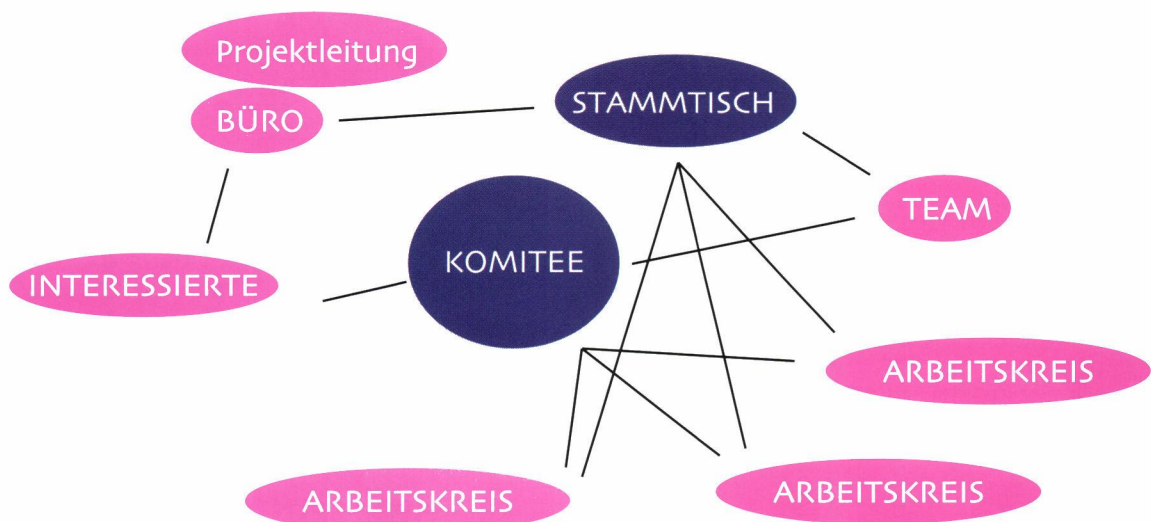 Projektleitung
BÜRO
STAMMTISCH
TEAM
KOMITEE
INTERESSIERTE
ARBEITSKREIS
ARBEITSKREIS
ARBEITSKREIS